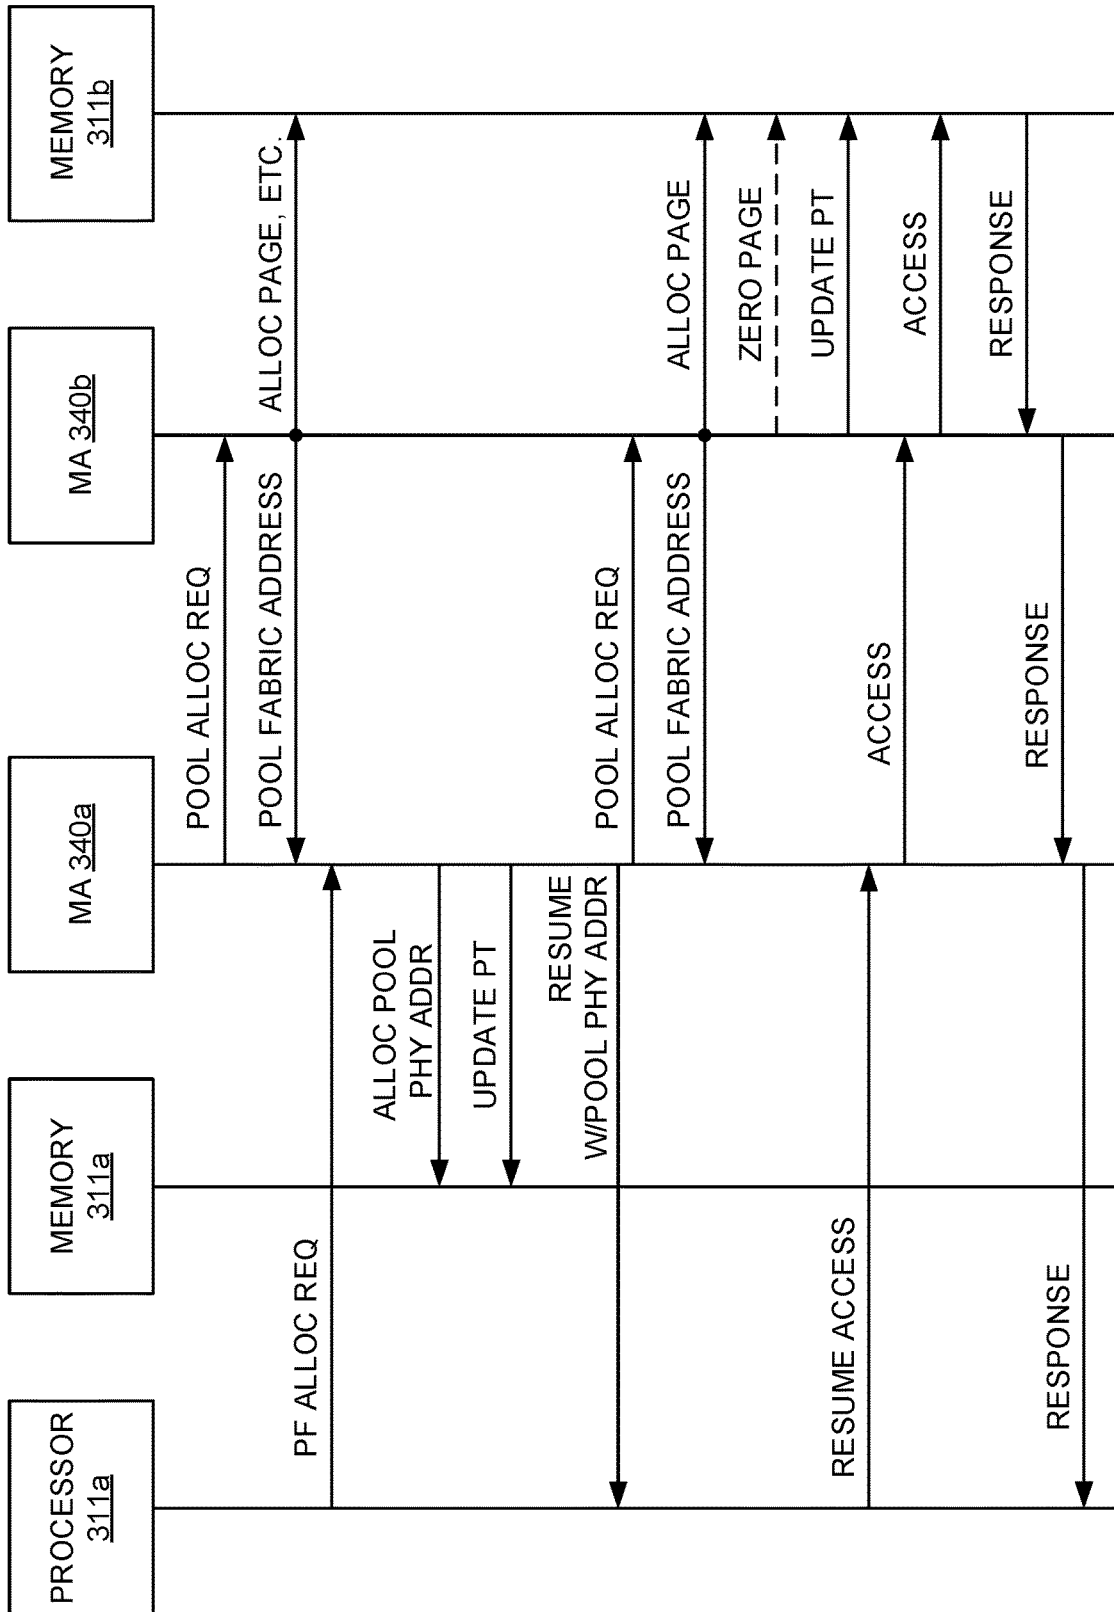 PROCESSOR
311a
MEMORY
311a
MA 340a
MA 340b
MEMORY
311b
POOL ALLOC REQ
POOL FABRIC ADDRESS
ALLOC PAGE, ETC.
PF ALLOC REQ
ALLOC POOL
PHY ADDR
UPDATE PT
RESUME
W/POOL PHY ADDR
POOL ALLOC REQ
POOL FABRIC ADDRESS
ALLOC PAGE
ZERO PAGE
UPDATE PT
RESUME ACCESS
ACCESS
ACCESS
RESPONSE
RESPONSE
RESPONSE